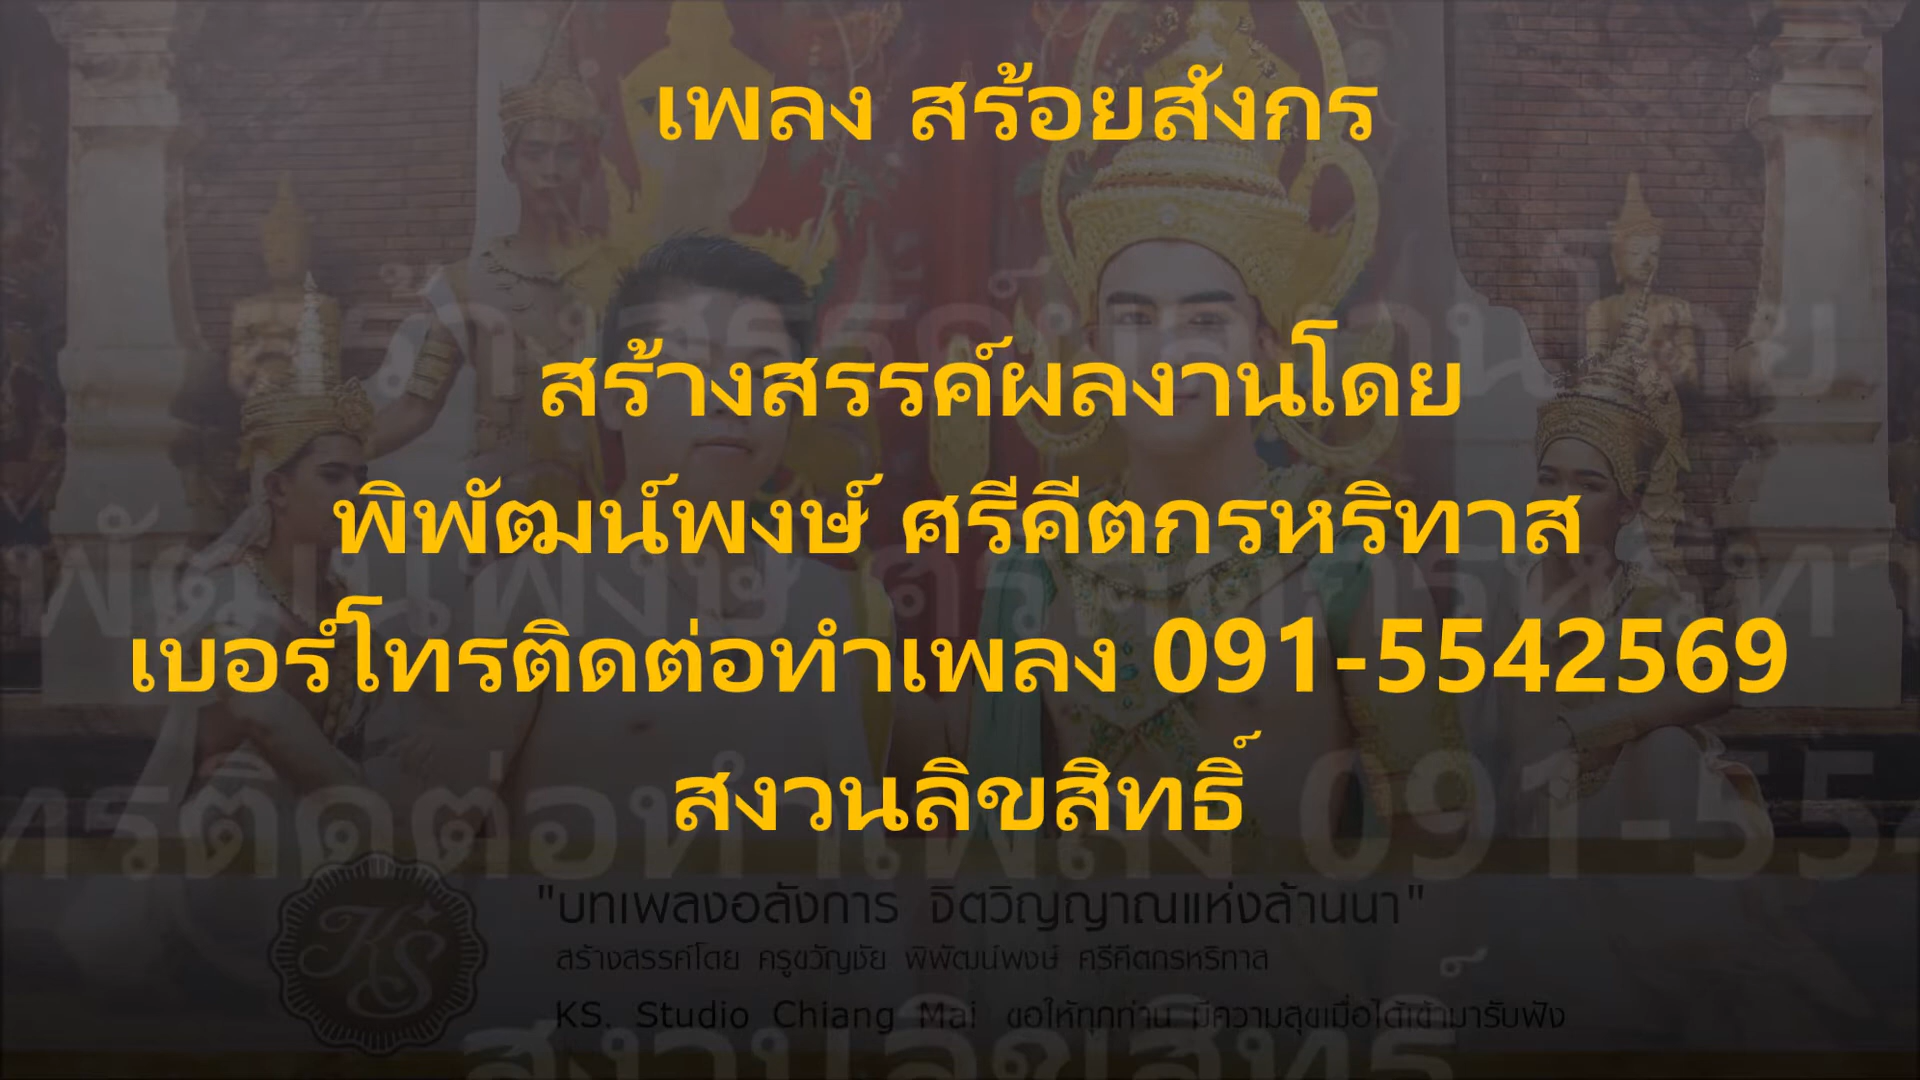 เพลง สร้อยสังกร
สร้างสรรค์ผลงานโดย
พิพัฒน์พงษ์ ศรีคีตกรหริทาส
เบอร์โทรติดต่อทำเพลง 091-5542569
สงวนลิขสิทธิ์
"บทเพลงอลังการ จิตวิญญาณแห่งล้านนา"
สร้างสรรค์โดย ครูขวัญชัย พิพัฒน์พงษ์ ศรีคีตกรหริทาส
KS. Studio Chiang Mai ขอให้ทุกท่าน มีความสุขเมื่อได้เข้ามารับฟัง
KS